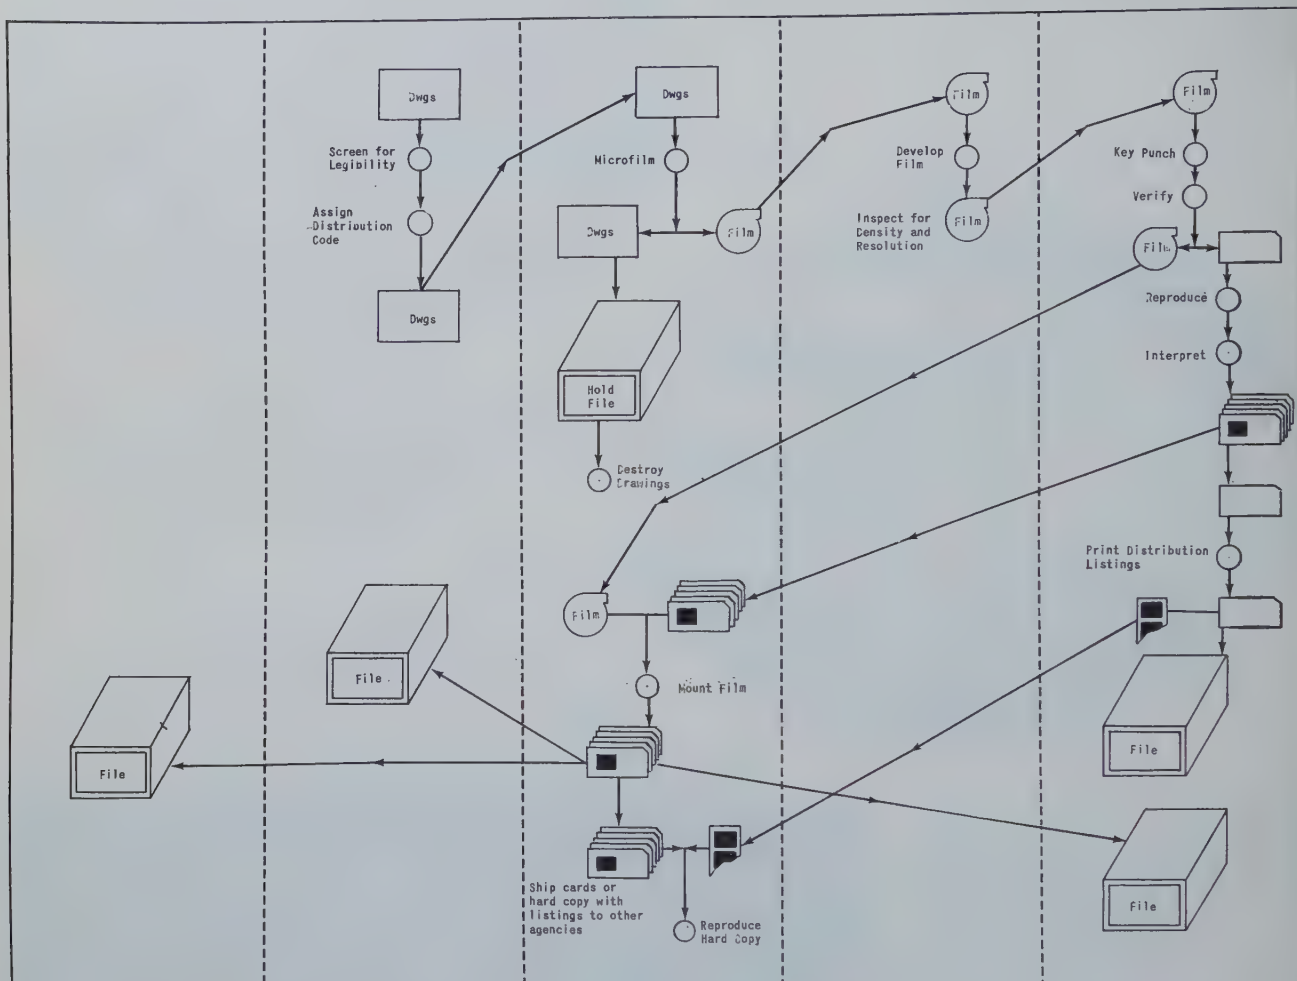 Dwgs
Screen for
Legibility
Assign
Distribution
Code
Dwgs
Dwgs
Microfilm
Dwgs
Film
Hold
File
Destroy
Drawings
Film
Develop
Film
Inspect for
Density and
Resolution
Film
Film
Key Punch
Verify
Film
Reproduce
Interpret
Print Distribution
Listings
Film
Mount Film
File
File
File
File
Ship cards or
hard copy with
listings to other
agencies
Reproduce
Hard Copy